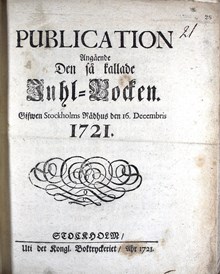 21
PUBLICATION
Angående
Den så kallade
Juhl-Bocken.
Gifwen Stockholms Rådhus den 16. Decembris
1721.
STOCKHOLM/
Uti det Kongl. Boktryckeriet/ Åhr 1721.